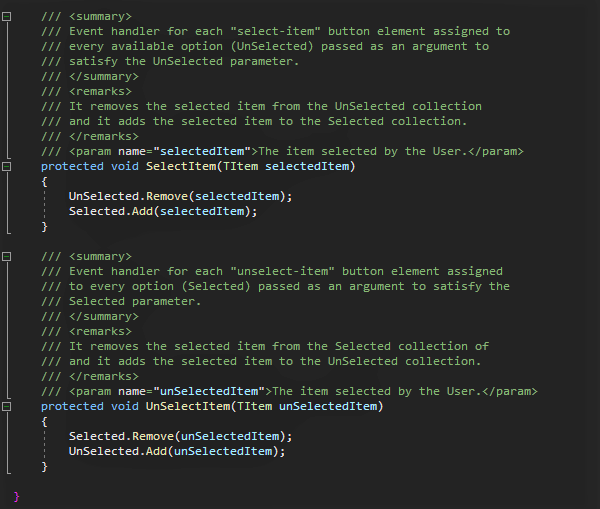 /// <summary>
/// Event handler for each "select-item" button element assigned to
/// every available option (UnSelected) passed as an argument to
/// satisfy the UnSelected parameter.
/// </summary>
/// <remarks>
/// It removes the selected item from the UnSelected collection
/// and it adds the selected item to the Selected collection.
/// </remarks>
/// <param name="selectedItem">The item selected by the User.</param>
protected void SelectItem(TItem selectedItem)
{
    UnSelected.Remove(selectedItem);
    Selected.Add(selectedItem);
}
/// <summary>
/// Event handler for each "unselect-item" button element assigned
/// to every option (Selected) passed as an argument to satisfy the
/// Selected parameter.
/// </summary>
/// <remarks>
/// It removes the selected item from the Selected collection of
/// and it adds the selected item to the UnSelected collection.
/// </remarks>
/// <param name="unSelectedItem">The item selected by the User.</param>
protected void UnSelectItem(TItem unSelectedItem)
{
    Selected.Remove(unSelectedItem);
    UnSelected.Add(unSelectedItem);
}
}